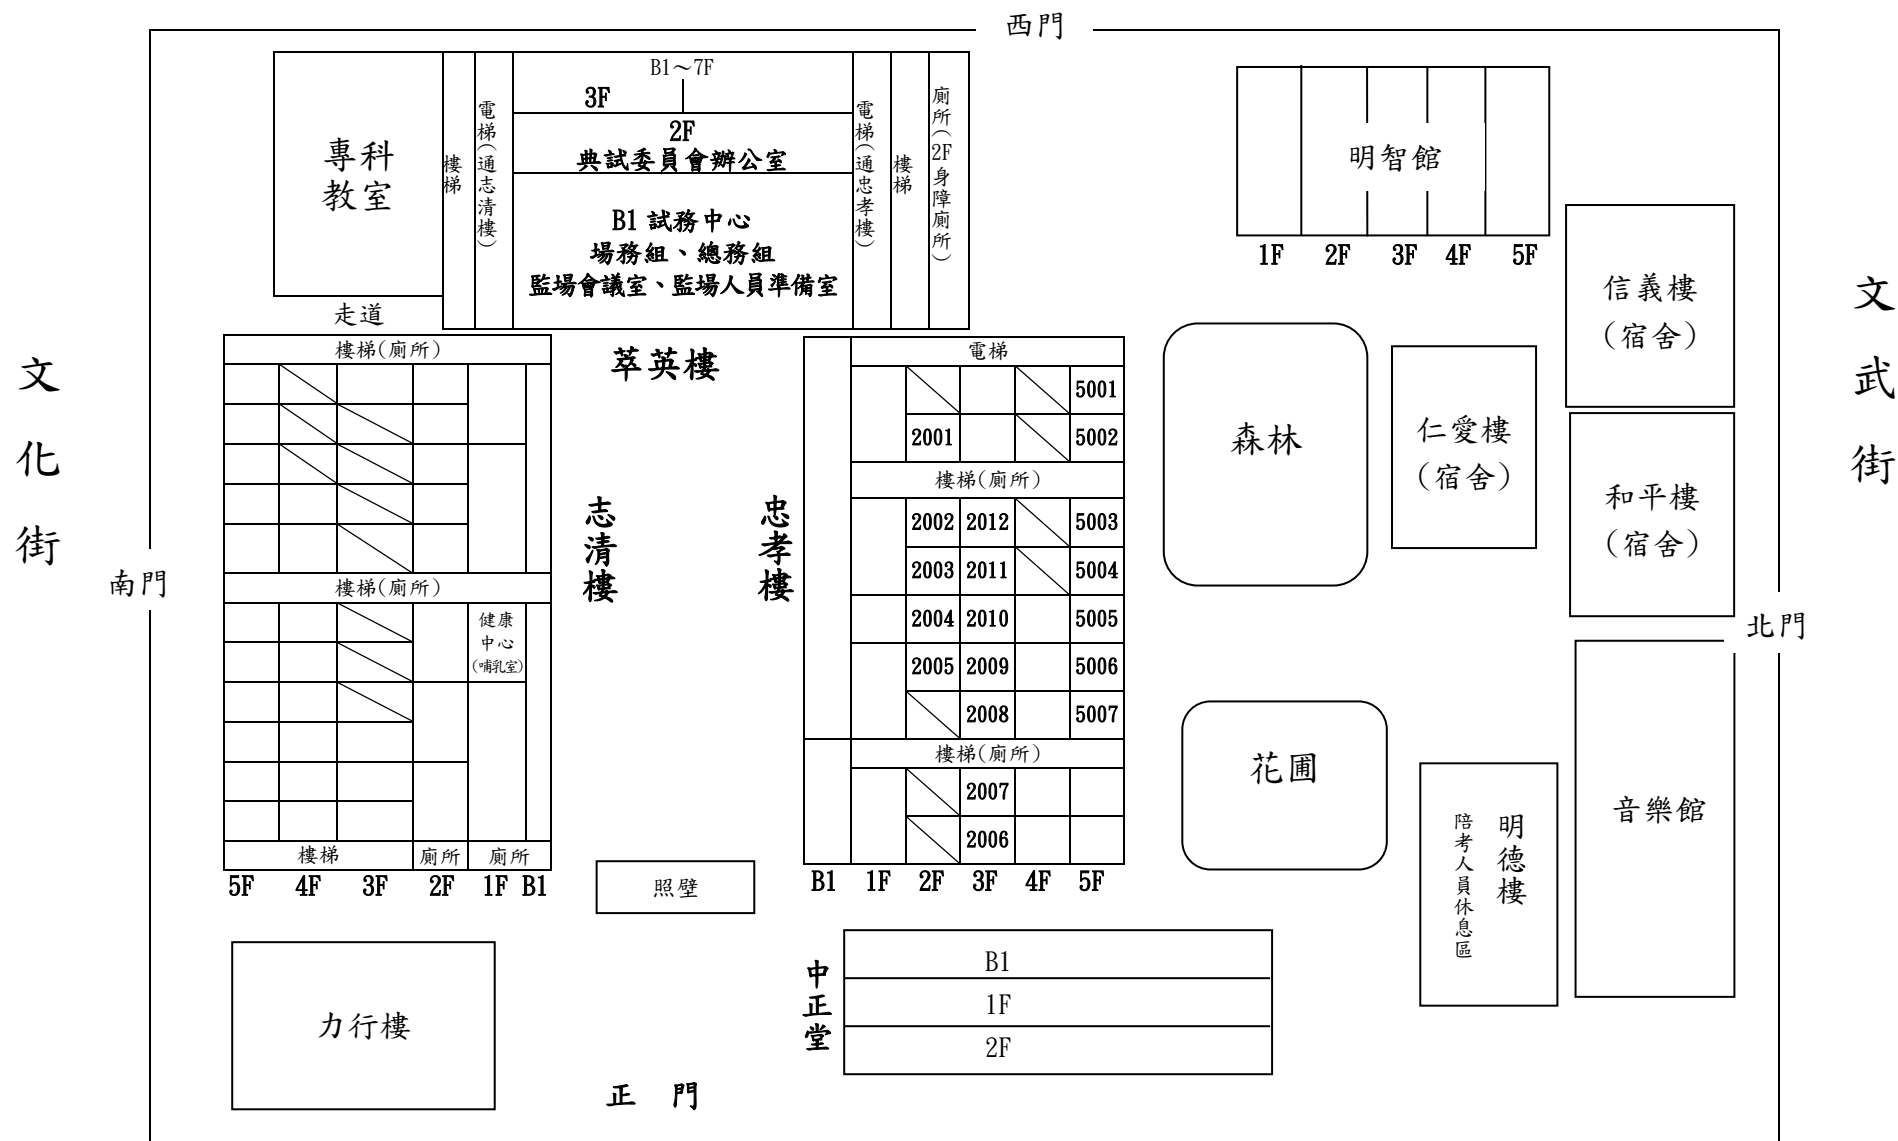 西門
文化街
南門
專科
教室
樓梯
電梯(通志清樓)
B1～7F
3F
2F
典試委員會辦公室
B1 試務中心
場務組、總務組
監場會議室、監場人員準備室
電梯(通忠孝樓)
樓梯
廁所(2F身障廁所)
走道
萃英樓
明智館
1F 2F 3F 4F 5F
信義樓
(宿舍)
仁愛樓
(宿舍)
和平樓
(宿舍)
文武街
北門
森林
花圃
音樂館
明德樓
陪考人員休息區
志清樓
樓梯(廁所)
樓梯(廁所)
健康
中心
(哺乳室)
樓梯 廁所 廁所
5F 4F 3F 2F 1F B1
忠孝樓
電梯
5001
2001 5002
樓梯(廁所)
2002 2012 5003
2003 2011 5004
2004 2010 5005
2005 2009 5006
2008 5007
樓梯(廁所)
2007
2006
B1 1F 2F 3F 4F 5F
照壁
力行樓
中正堂
B1
1F
2F
正 門